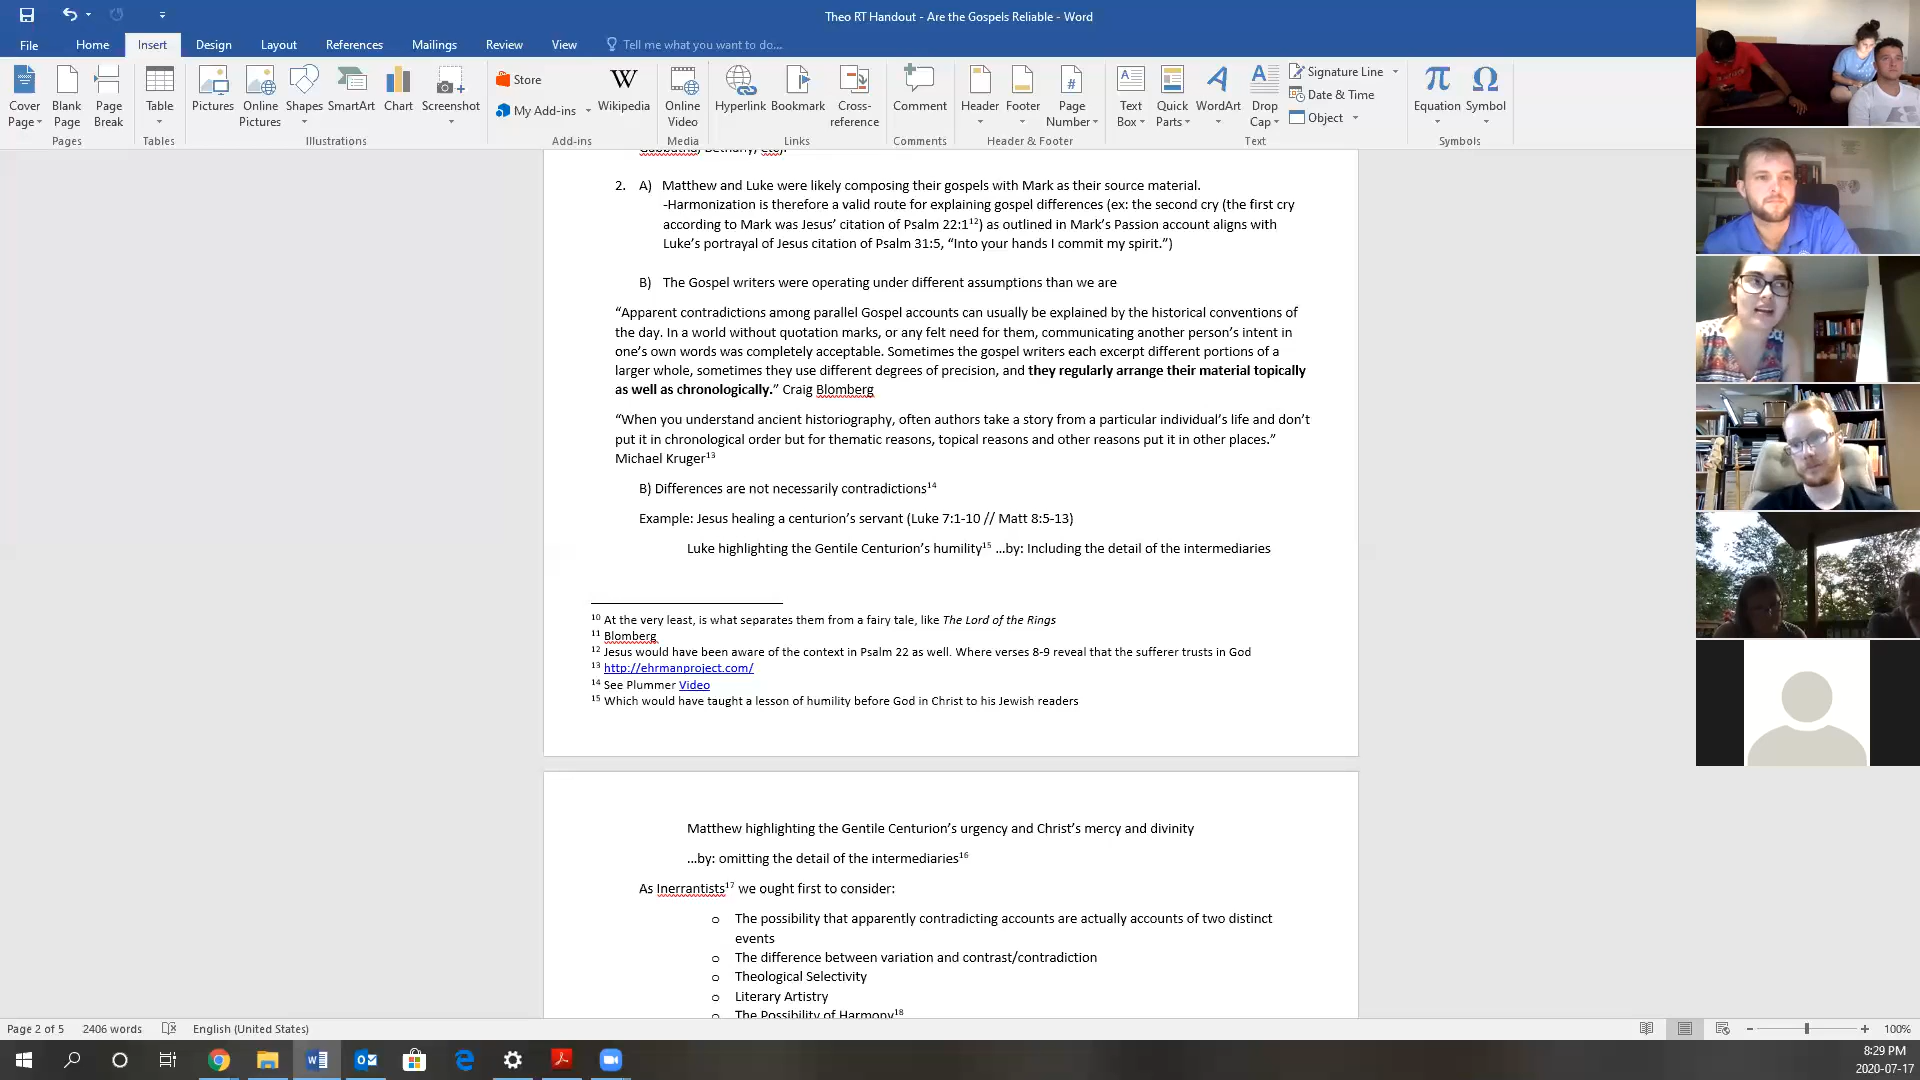 Theo RT Handout - Are the Gospels Reliable - Word
File Home Insert Design Layout References Mailings Review View Tell me what you want to do...
Cover Page Blank Page Page Break Table Pictures Online Pictures Shapes SmartArt Chart Screenshot Store My Add-ins Wikipedia Online Video Hyperlink Bookmark Cross-reference Comment Header Footer Page Number Text Box Quick Parts WordArt Drop Cap Signature Line Date & Time Object Equation Symbol
Pages Tables Illustrations Add-ins Media Links Comments Header & Footer Text Symbols
Gabbatha, Bethany, etc).
2. A) Matthew and Luke were likely composing their gospels with Mark as their source material.
-Harmonization is therefore a valid route for explaining gospel differences (ex: the second cry (the first cry
according to Mark was Jesus’ citation of Psalm 22:1¹²) as outlined in Mark’s Passion account aligns with
Luke’s portrayal of Jesus citation of Psalm 31:5, “Into your hands I commit my spirit.”)
B) The Gospel writers were operating under different assumptions than we are
“Apparent contradictions among parallel Gospel accounts can usually be explained by the historical conventions of
the day. In a world without quotation marks, or any felt need for them, communicating another person’s intent in
one’s own words was completely acceptable. Sometimes the gospel writers each excerpt different portions of a
larger whole, sometimes they use different degrees of precision, and they regularly arrange their material topically
as well as chronologically.” Craig Blomberg
“When you understand ancient historiography, often authors take a story from a particular individual’s life and don’t
put it in chronological order but for thematic reasons, topical reasons and other reasons put it in other places.”
Michael Kruger¹³
B) Differences are not necessarily contradictions¹⁴
Example: Jesus healing a centurion’s servant (Luke 7:1-10 // Matt 8:5-13)
Luke highlighting the Gentile Centurion’s humility¹⁵ …by: Including the detail of the intermediaries
¹⁰ At the very least, is what separates them from a fairy tale, like The Lord of the Rings
¹¹ Blomberg
¹² Jesus would have been aware of the context in Psalm 22 as well. Where verses 8-9 reveal that the sufferer trusts in God
¹³ http://ehrmanproject.com/
¹⁴ See Plummer Video
¹⁵ Which would have taught a lesson of humility before God in Christ to his Jewish readers
Matthew highlighting the Gentile Centurion’s urgency and Christ’s mercy and divinity
…by: omitting the detail of the intermediaries¹⁶
As Inerrantists¹⁷ we ought first to consider:
o The possibility that apparently contradicting accounts are actually accounts of two distinct
events
o The difference between variation and contrast/contradiction
o Theological Selectivity
o Literary Artistry
o The Possibility of Harmony¹⁸
Page 2 of 5 2406 words English (United States) 100%
8:29 PM
2020-07-17